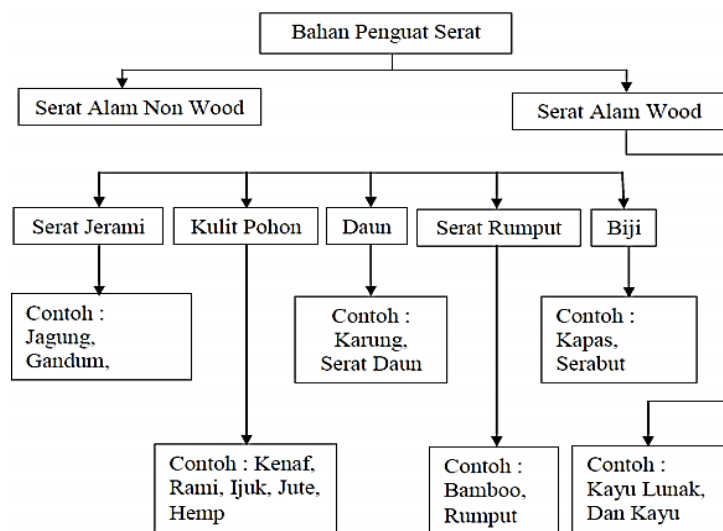 Bahan Penguat Serat
Serat Alam Non Wood
Serat Alam Wood
Serat Jerami
Kulit Pohon
Daun
Serat Rumput
Biji
Contoh :
Jagung,
Gandum,
Contoh :
Karung,
Serat Daun
Contoh :
Kapas,
Serabut
Contoh : Kenaf,
Rami, Ijuk, Jute,
Hemp
Contoh :
Bamboo,
Rumput
Contoh :
Kayu Lunak,
Dan Kayu